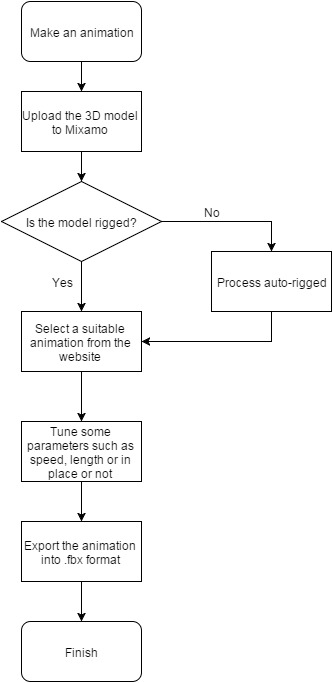 Make an animation
Upload the 3D model
to Mixamo
Is the model rigged?
No
Process auto-rigged
Yes
Select a suitable
animation from the
website
Tune some
parameters such as
speed, length or in
place or not
Export the animation
into .fbx format
Finish